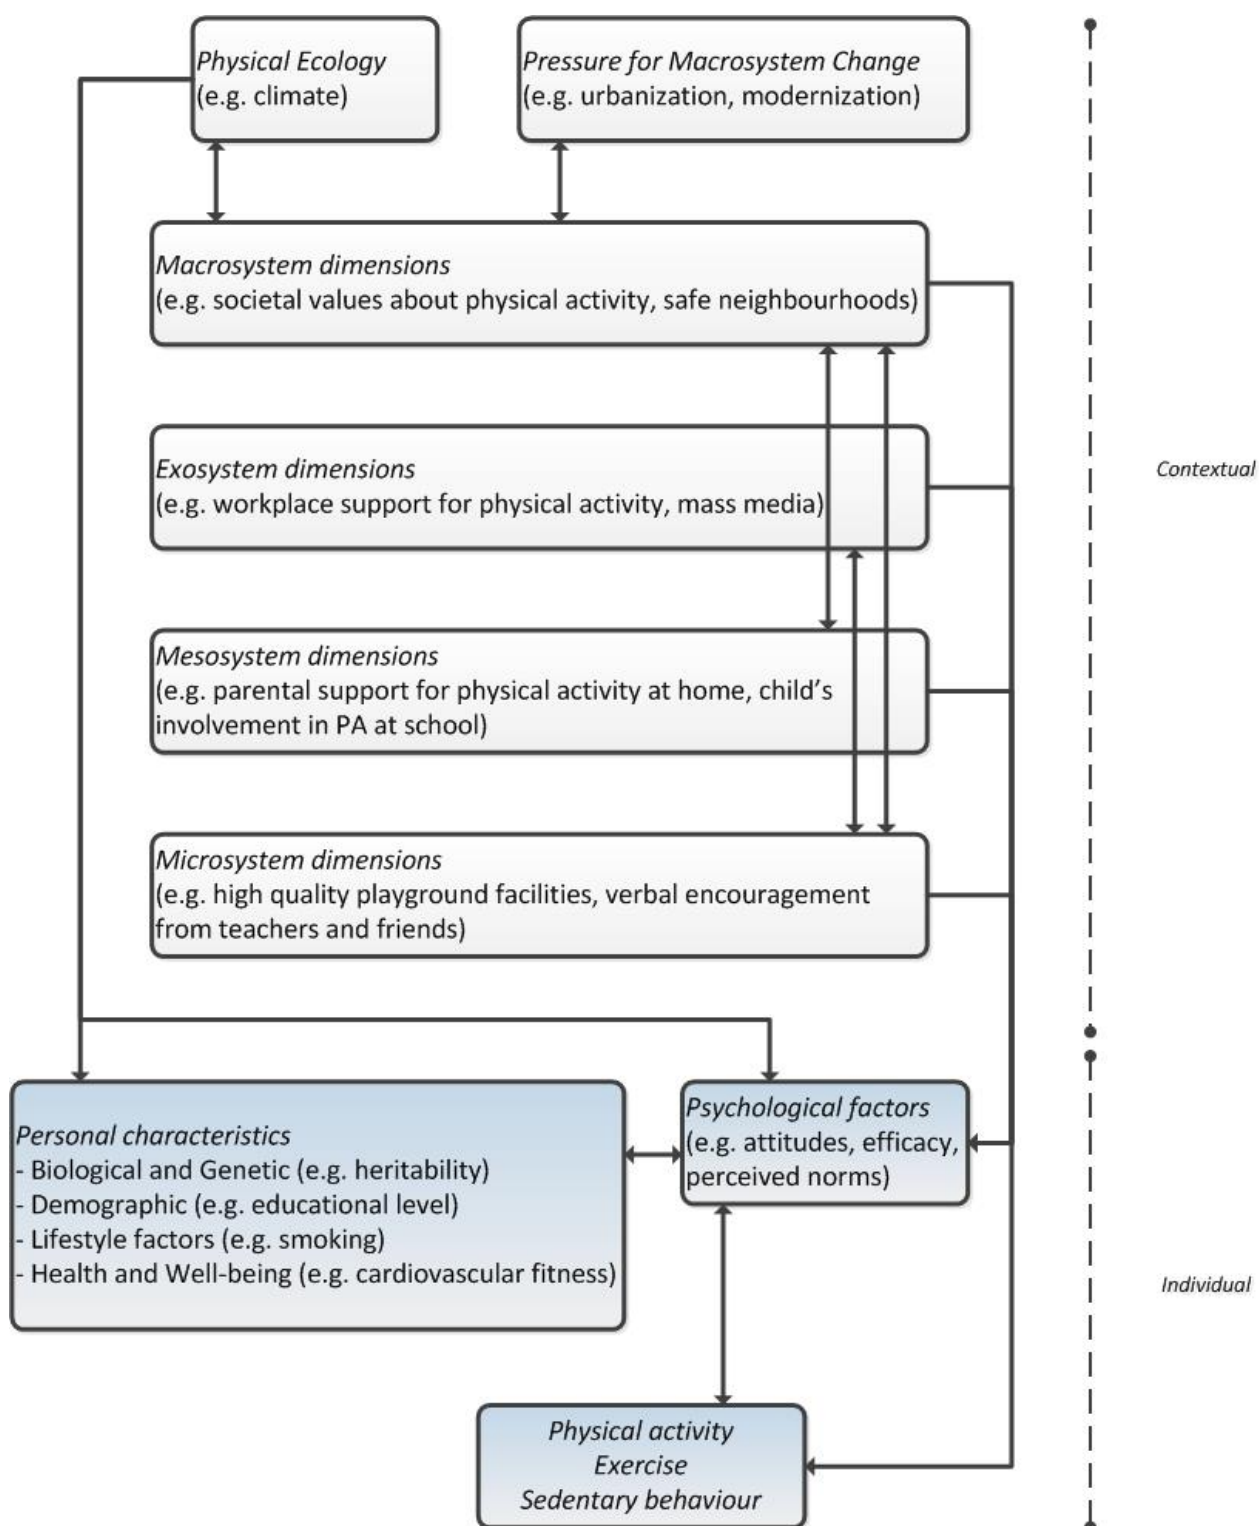 Physical Ecology
(e.g. climate)
Pressure for Macrosystem Change
(e.g. urbanization, modernization)
Macrosystem dimensions
(e.g. societal values about physical activity, safe neighbourhoods)
Exosystem dimensions
(e.g. workplace support for physical activity, mass media)
Contextual
Mesosystem dimensions
(e.g. parental support for physical activity at home, child’s
involvement in PA at school)
Microsystem dimensions
(e.g. high quality playground facilities, verbal encouragement
from teachers and friends)
Personal characteristics
- Biological and Genetic (e.g. heritability)
- Demographic (e.g. educational level)
- Lifestyle factors (e.g. smoking)
- Health and Well-being (e.g. cardiovascular fitness)
Psychological factors
(e.g. attitudes, efficacy,
perceived norms)
Individual
Physical activity
Exercise
Sedentary behaviour